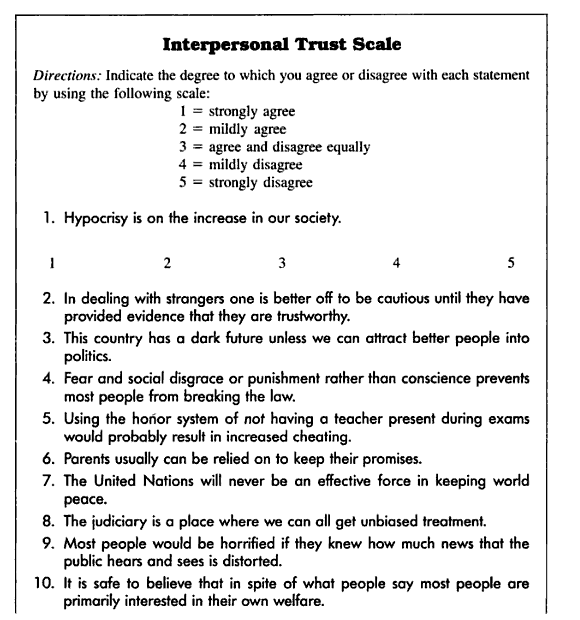 Interpersonal Trust Scale
Directions: Indicate the degree to which you agree or disagree with each statement
by using the following scale:
1 = strongly agree
2 = mildly agree
3 = agree and disagree equally
4 = mildly disagree
5 = strongly disagree
1. Hypocrisy is on the increase in our society.
1 2 3 4 5
2. In dealing with strangers one is better off to be cautious until they have
provided evidence that they are trustworthy.
3. This country has a dark future unless we can attract better people into
politics.
4. Fear and social disgrace or punishment rather than conscience prevents
most people from breaking the law.
5. Using the honor system of not having a teacher present during exams
would probably result in increased cheating.
6. Parents usually can be relied on to keep their promises.
7. The United Nations will never be an effective force in keeping world
peace.
8. The judiciary is a place where we can all get unbiased treatment.
9. Most people would be horrified if they knew how much news that the
public hears and sees is distorted.
10. It is safe to believe that in spite of what people say most people are
primarily interested in their own welfare.